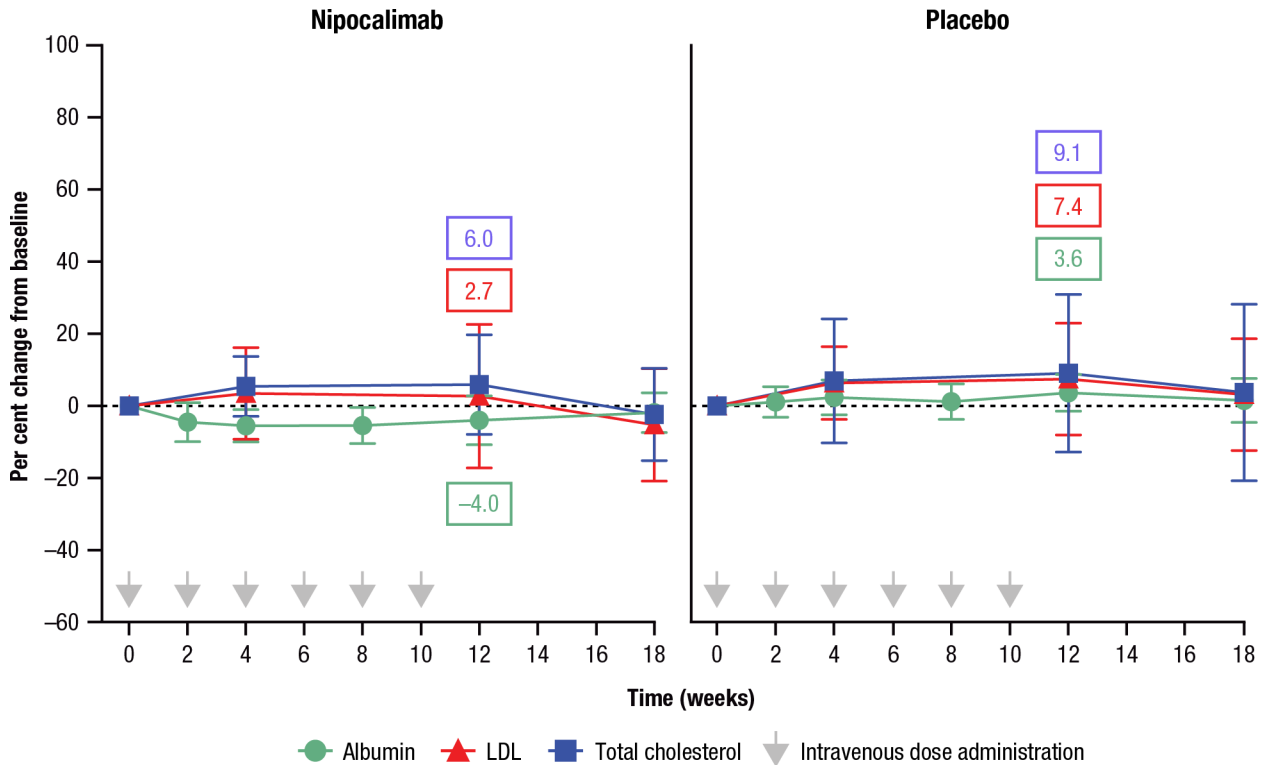 Nipocalimab
Placebo
Per cent change from baseline
100
80
60
40
20
0
–20
–40
–60
6.0
2.7
–4.0
9.1
7.4
3.6
0 2 4 6 8 10 12 14 16 18
0 2 4 6 8 10 12 14 16 18
Time (weeks)
Albumin LDL Total cholesterol Intravenous dose administration